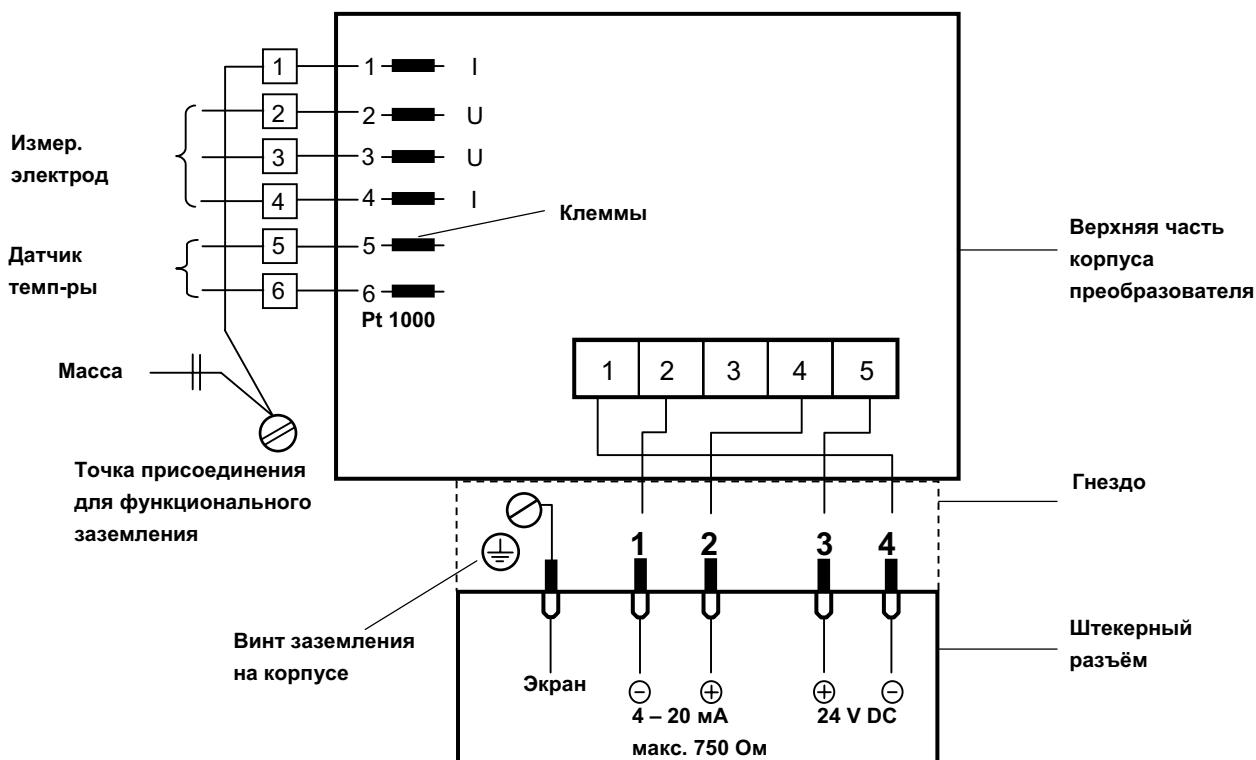 1 1 I
2 2 U
3 3 U
4 4 I
5 5
6 6
Pt 1000
Измер.
электрод
Датчик
темп-ры
Клеммы
Верхняя часть
корпуса
преобразователя
Масса
1 2 3 4 5
Точка присоединения
для функционального
заземления
Гнездо
1 2 3 4
Винт заземления
на корпусе
Штекерный
разъём
Экран
− + + −
4 – 20 мА
макс. 750 Ом
24 V DC